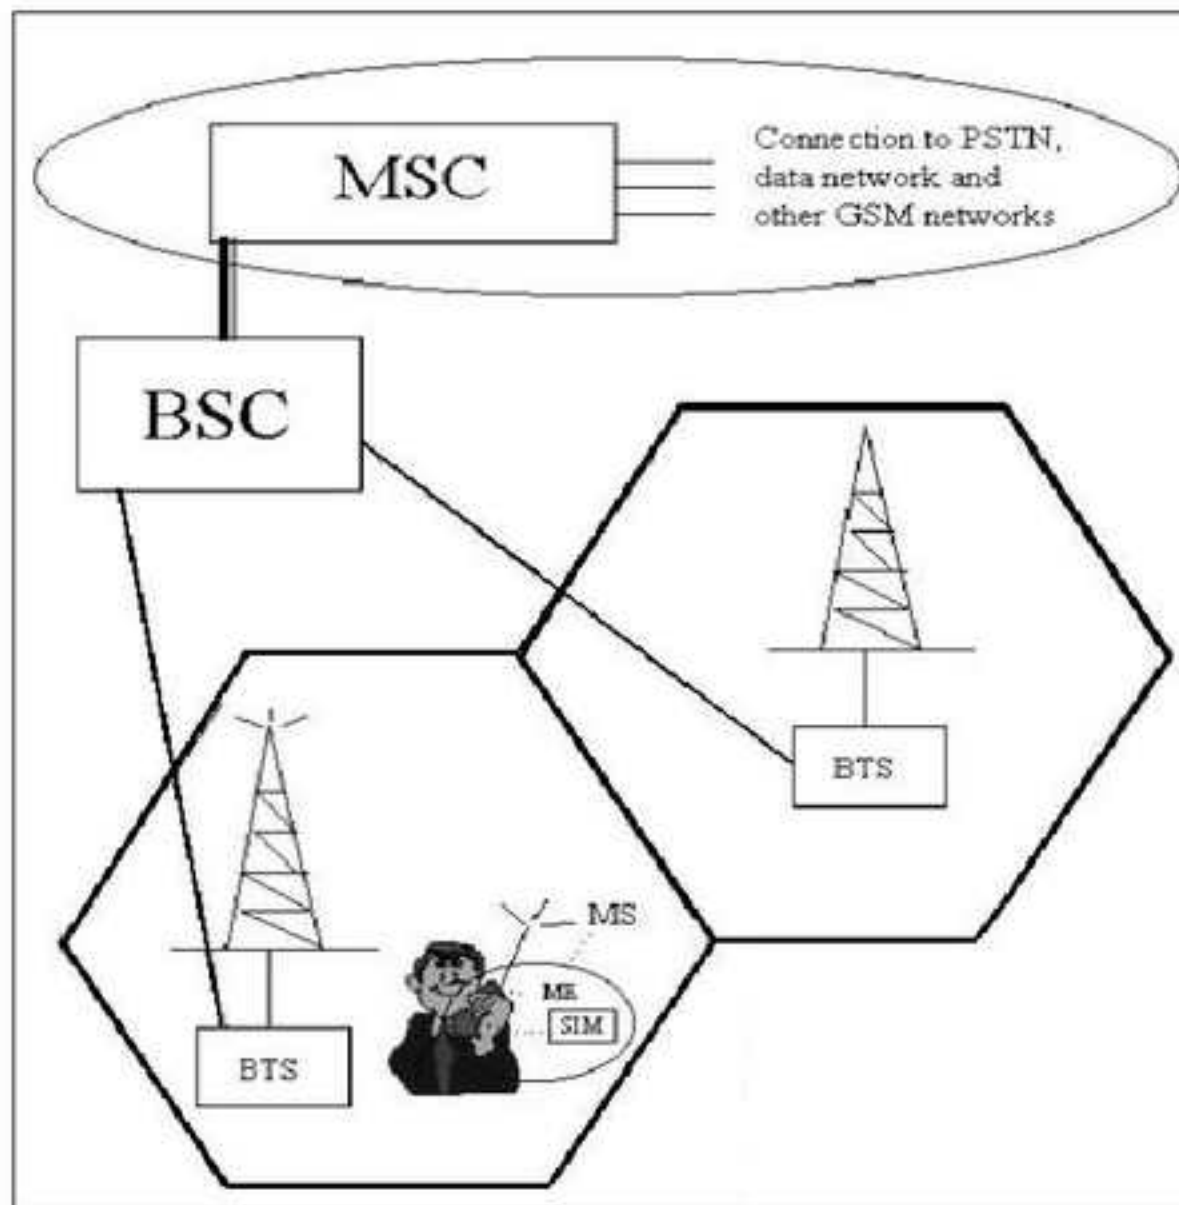 MSC
Connection to PSTN,
data network and
other GSM networks
BSC
BTS
MS
ME
SIM
BTS